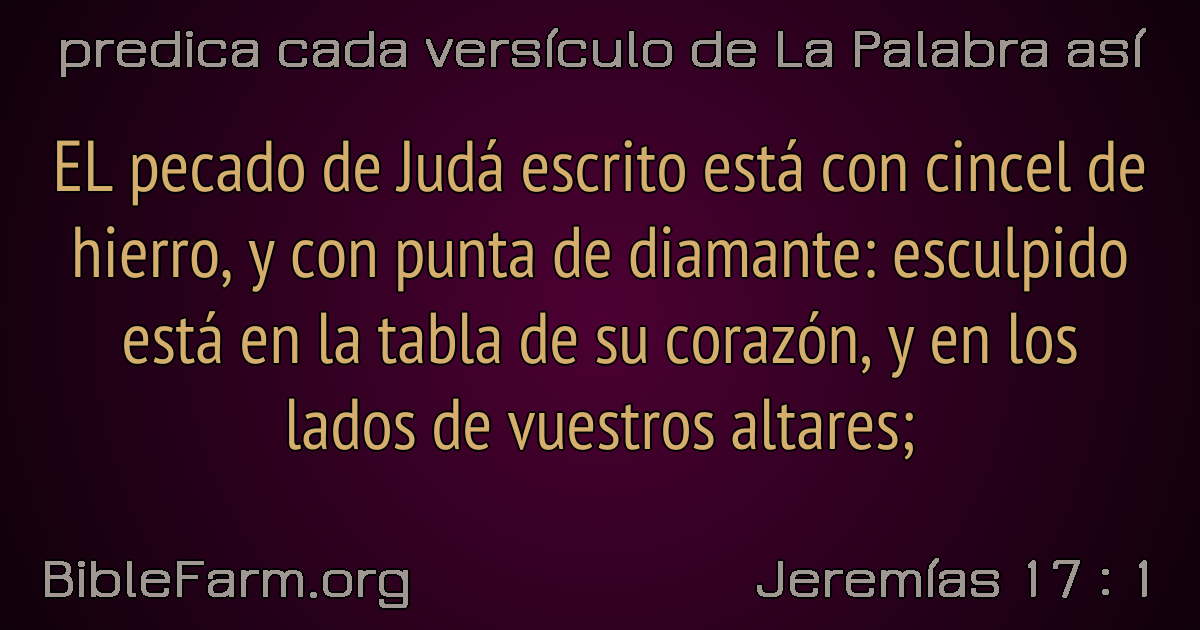 predica cada versículo de La Palabra así
EL pecado de Judá escrito está con cincel de
hierro, y con punta de diamante: esculpido
está en la tabla de su corazón, y en los
lados de vuestros altares;
BibleFarm.org
Jeremías 17 : 1